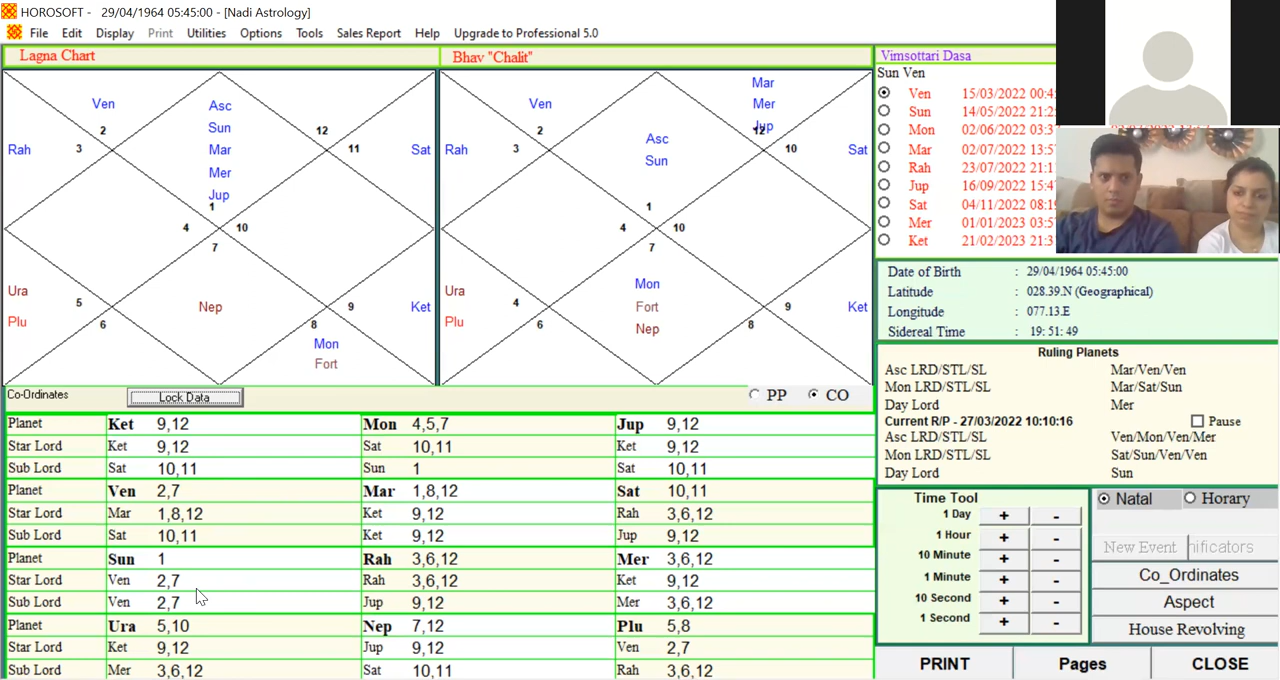 HOROSOFT - 29/04/1964 05:45:00 - [Nadi Astrology]
File Edit Display Print Utilities Options Tools Sales Report Help Upgrade to Professional 5.0
Lagna Chart
Ven
Asc
Sun
Mar
Mer
Jup
2
12
Rah 3
11 Sat
1
4 10
7
Ura
Plu
5
6
Nep
9 Ket
8
Mon
Fort
Bhav "Chalit"
Ven
Mar
Mer
Jup
Asc
Sun
2
12
Rah 3
10 Sat
1
4 10
7
Mon
Fort
Nep
Ura
Plu
4
6
9 Ket
8
Vimsottari Dasa
Sun Ven
Ven 15/03/2022
Sun 14/05/2022
Mon 02/06/2022
Mar 02/07/2022
Rah 23/07/2022
Jup 16/09/2022
Sat 04/11/2022
Mer 01/01/2023
Ket 21/02/2023
Date of Birth : 29/04/1964 05:45:00
Latitude : 028.39.N (Geographical)
Longitude : 077.13.E
Sidereal Time : 19: 51: 49
Ruling Planets
Asc LRD/STL/SL Mar/Ven/Ven
Mon LRD/STL/SL Mar/Sat/Sun
Day Lord Mer
Current R/P - 27/03/2022 10:10:16 Pause
Asc LRD/STL/SL Ven/Mon/Ven/Mer
Mon LRD/STL/SL Sat/Sun/Ven/Ven
Day Lord Sun
Co-Ordinates Lock Data PP CO
Planet Ket 9,12 Mon 4,5,7 Jup 9,12
Star Lord Ket 9,12 Sat 10,11 Ket 9,12
Sub Lord Sat 10,11 Sun 1 Sat 10,11
Planet Ven 2,7 Mar 1,8,12 Sat 10,11
Star Lord Mar 1,8,12 Ket 9,12 Rah 3,6,12
Sub Lord Sat 10,11 Ket 9,12 Jup 9,12
Planet Sun 1 Rah 3,6,12 Mer 3,6,12
Star Lord Ven 2,7 Rah 3,6,12 Ket 9,12
Sub Lord Ven 2,7 Jup 9,12 Mer 3,6,12
Planet Ura 5,10 Nep 7,12 Plu 5,8
Star Lord Ket 9,12 Jup 9,12 Ven 2,7
Sub Lord Mer 3,6,12 Sat 10,11 Rah 3,6,12
Time Tool
1 Day + -
1 Hour + -
10 Minute + -
1 Minute + -
10 Second + -
1 Second + -
Natal Horary
New Event nificators
Co_Ordinates
Aspect
House Revolving
PRINT Pages CLOSE